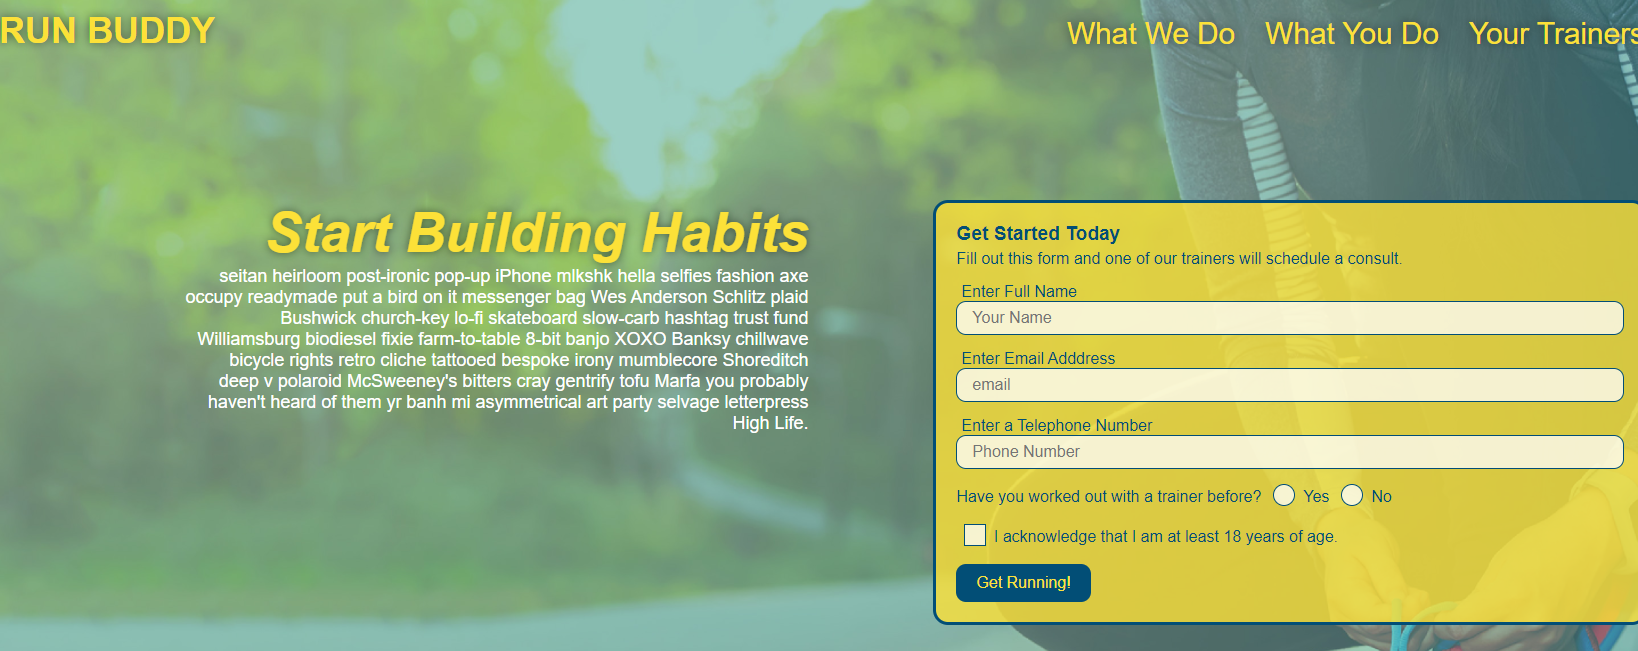 RUN BUDDY
What We Do What You Do Your Trainers
Start Building Habits
seitan heirloom post-ironic pop-up iPhone mlkshk hella selfies fashion axe
occupy readymade put a bird on it messenger bag Wes Anderson Schlitz plaid
Bushwick church-key lo-fi skateboard slow-carb hashtag trust fund
Williamsburg biodiesel fixie farm-to-table 8-bit banjo XOXO Banksy chillwave
bicycle rights retro cliche tattooed bespoke irony mumblecore Shoreditch
deep v polaroid McSweeney's bitters cray gentrify tofu Marfa you probably
haven't heard of them yr banh mi asymmetrical art party selvage letterpress
High Life.
Get Started Today
Fill out this form and one of our trainers will schedule a consult.
Enter Full Name
Your Name
Enter Email Adddress
email
Enter a Telephone Number
Phone Number
Have you worked out with a trainer before? Yes No
I acknowledge that I am at least 18 years of age.
Get Running!